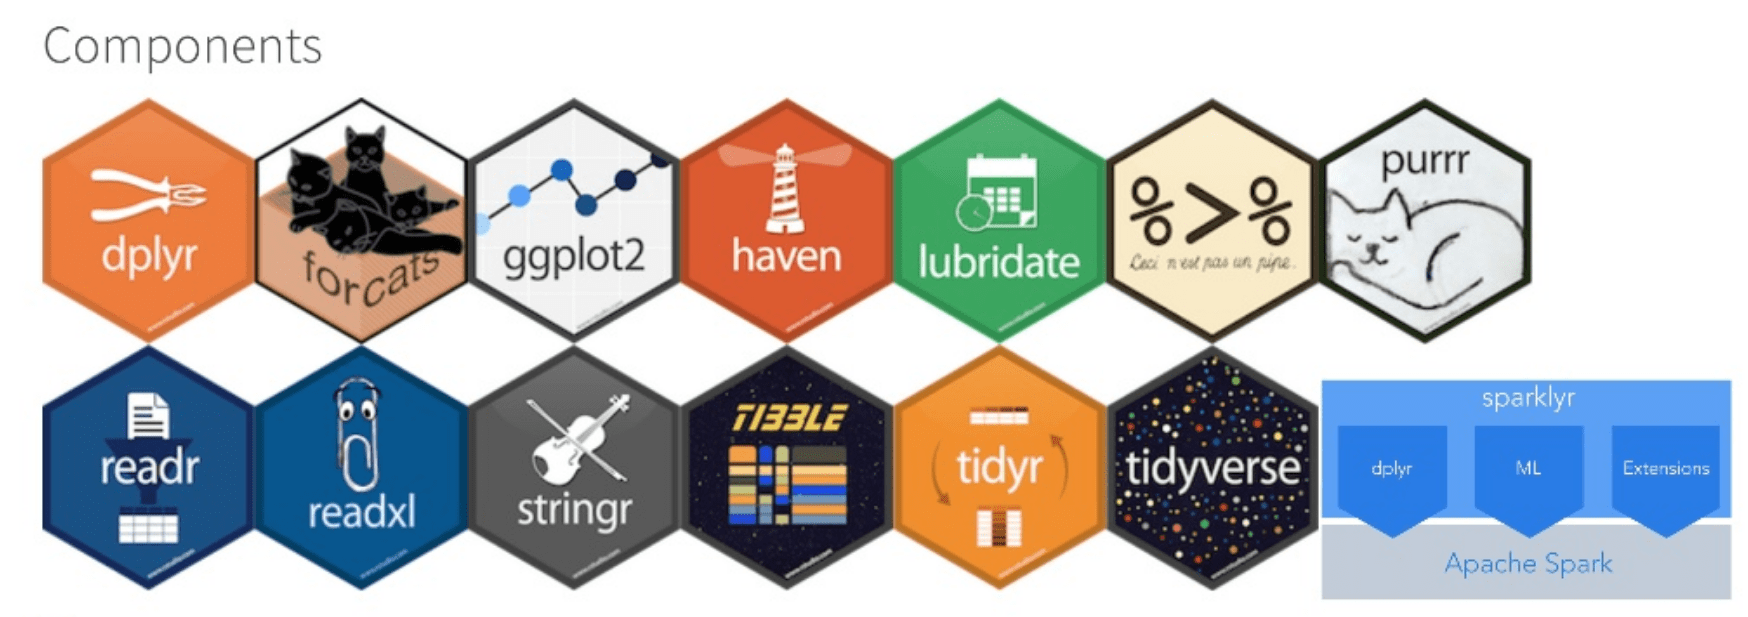 Components
dplyr
forcats
ggplot2
haven
lubridate
%>%
Ceci n'est pas un pipe.
purrr
readr
readxl
stringr
TIBBLE
tidyr
tidyverse
sparklyr
dplyr
ML
Extensions
Apache Spark